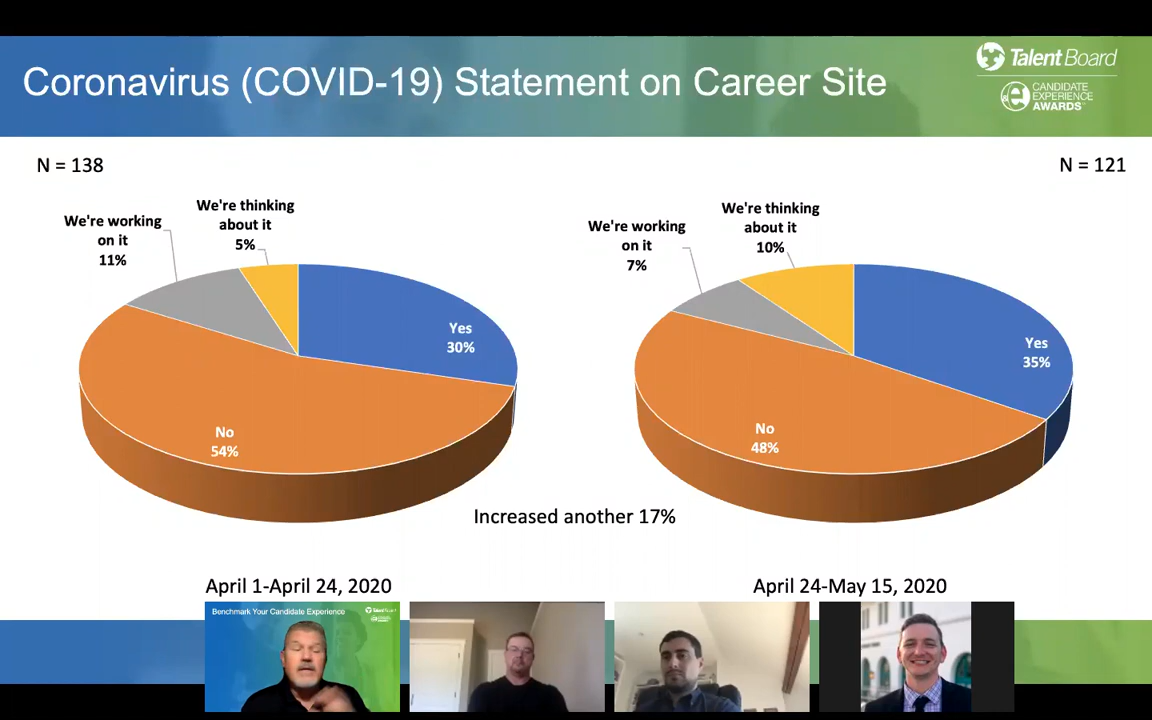 Coronavirus (COVID-19) Statement on Career Site
TalentBoard
CANDIDATE
EXPERIENCE
AWARDS
N = 138
N = 121
We're working
on it
11%
We're thinking
about it
5%
Yes
30%
No
54%
We're working
on it
7%
We're thinking
about it
10%
Yes
35%
No
48%
Increased another 17%
April 1-April 24, 2020
April 24-May 15, 2020
Benchmark Your Candidate Experience
TalentBoard